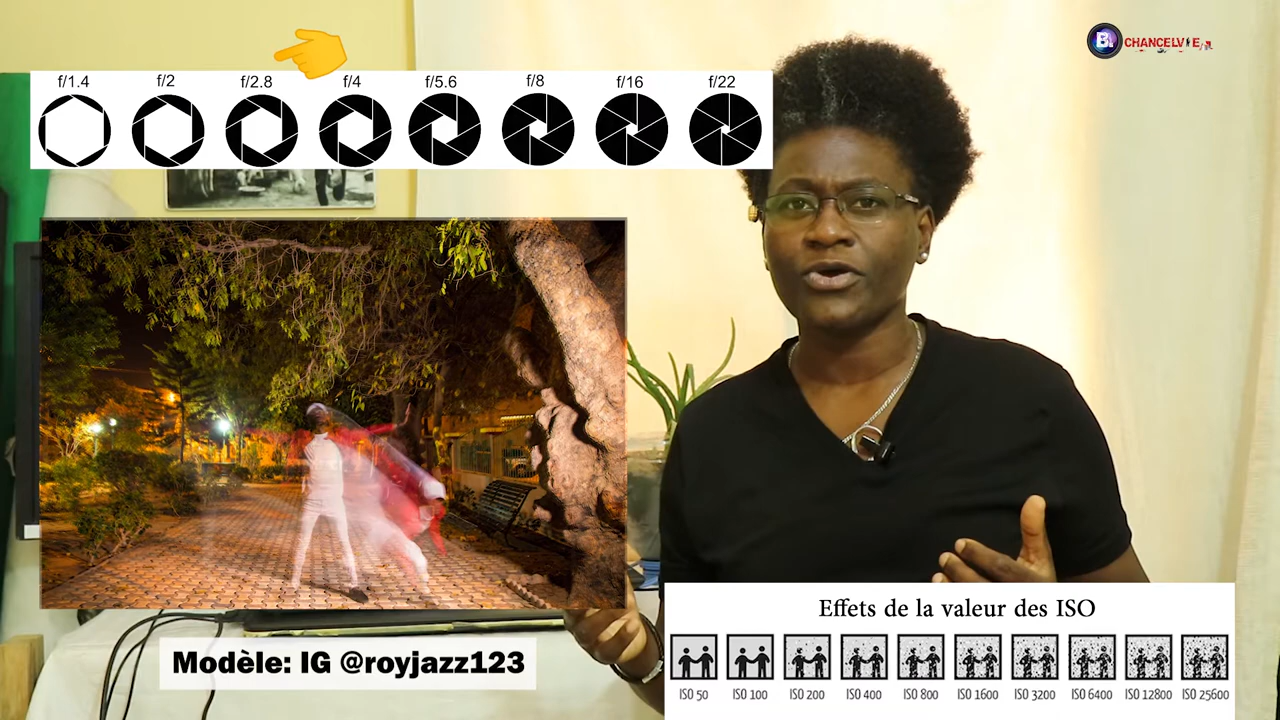 f/1.4 f/2 f/2.8 f/4 f/5.6 f/8 f/16 f/22
Modèle: IG @royjazz123
Effets de la valeur des ISO
ISO 50 ISO 100 ISO 200 ISO 400 ISO 800 ISO 1600 ISO 3200 ISO 6400 ISO 12800 ISO 25600